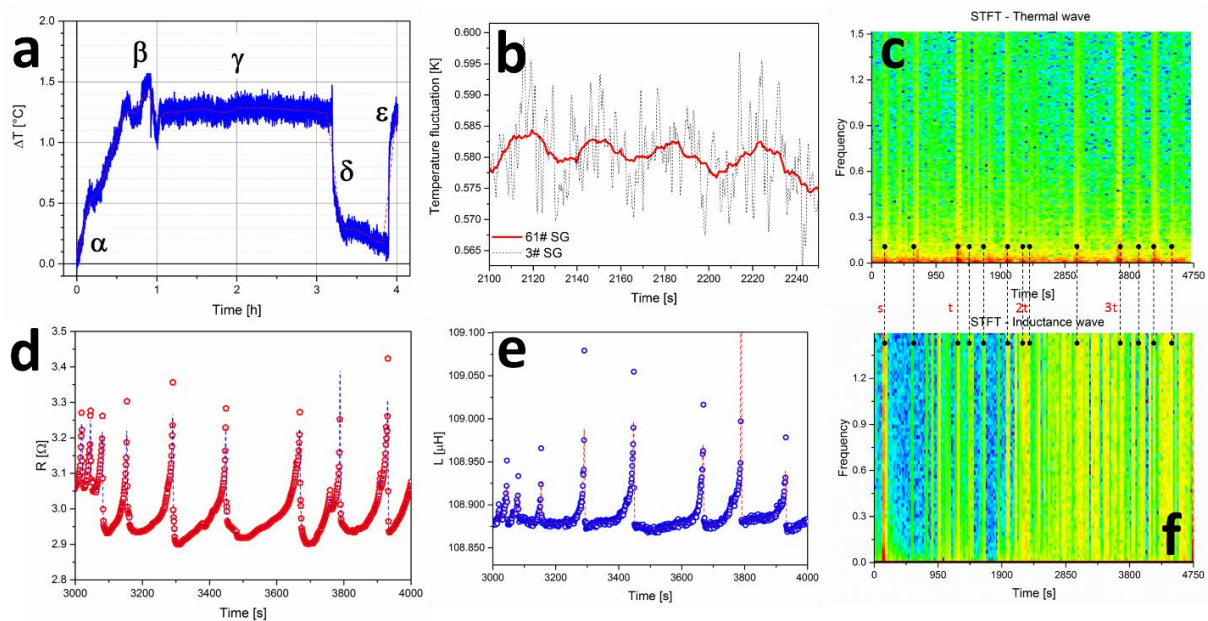 a
β
γ
ε
δ
α
ΔT [°C]
2.0
1.5
1.0
0.5
0.0
0 1 2 3 4
Time [h]
b
Temperature fluctuation [K]
0.600
0.595
0.590
0.585
0.580
0.575
0.570
0.565
61# SG
3# SG
2100 2120 2140 2160 2180 2200 2220 2240
Time [s]
STFT - Thermal wave
c
Frequency
1.5
1.2
0.9
0.6
0.3
0.0
0 950 1900 2850 3800 4750
Time [s]
s t 2t 3t
d
R [Ω]
3.5
3.4
3.3
3.2
3.1
3.0
2.9
2.8
3000 3200 3400 3600 3800 4000
Time [s]
e
L [µH]
109.100
109.050
109.000
108.950
108.900
108.850
3000 3200 3400 3600 3800 4000
Time [s]
STFT - Inductance wave
f
Frequency
1.2
0.9
0.6
0.3
0.0
0 950 1900 2850 3800 4750
Time [s]